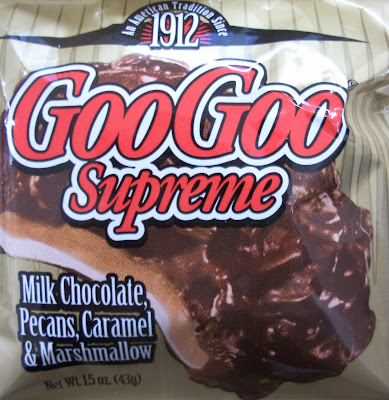 An American Tradition Since
1912
GooGoo
Supreme
Milk Chocolate,
Pecans, Caramel
& Marshmallow
Net Wt. 1.5 oz. (43g)